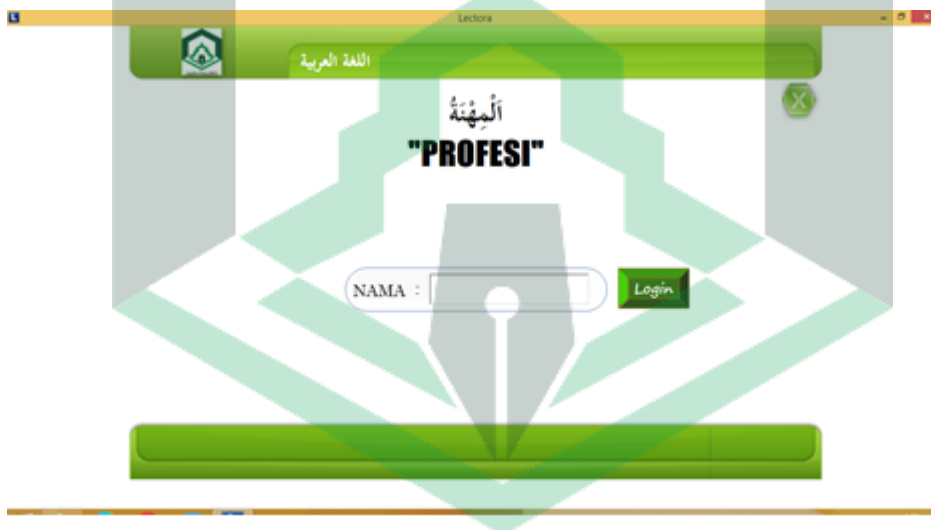 Lectora
اللغة العربية
اَلْمِهْنَةُ
"PROFESI"
NAMA :
Login
X